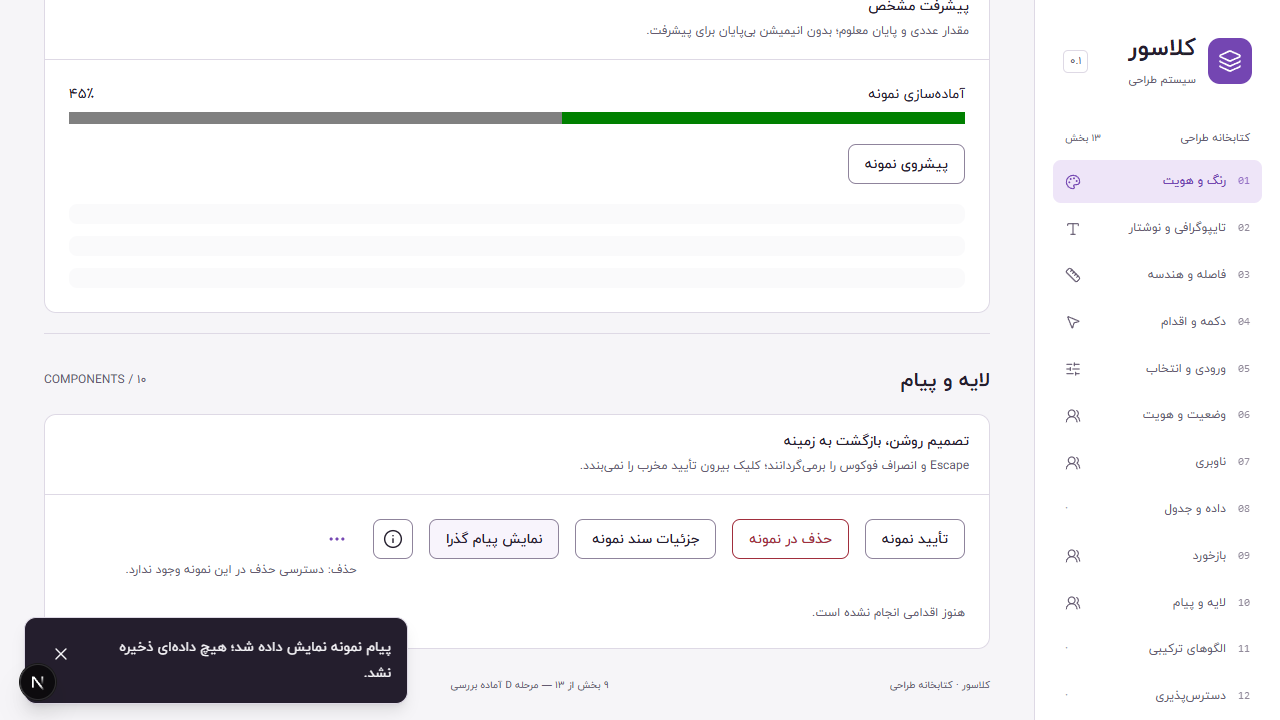 کلاسور
سیستم طراحی
۰.۱
کتابخانه طراحی
۱۳ بخش
01 رنگ و هویت
02 تایپوگرافی و نوشتار
03 فاصله و هندسه
04 دکمه و اقدام
05 ورودی و انتخاب
06 وضعیت و هویت
07 ناوبری
08 داده و جدول
09 بازخورد
10 لایه و پیام
11 الگوهای ترکیبی
12 دسترس‌پذیری
پیشرفت مشخص
مقدار عددی و پایان معلوم؛ بدون انیمیشن بی‌پایان برای پیشرفت.
آماده‌سازی نمونه
۴۵٪
پیشروی نمونه
لایه و پیام
COMPONENTS / ۱۰
تصمیم روشن، بازگشت به زمینه
Escape و انصراف فوکوس را برمی‌گردانند؛ کلیک بیرون تأیید مخرب را نمی‌بندد.
تأیید نمونه
حذف در نمونه
جزئیات سند نمونه
نمایش پیام گذرا
حذف: دسترسی حذف در این نمونه وجود ندارد.
هنوز اقدامی انجام نشده است.
پیام نمونه نمایش داده شد؛ هیچ داده‌ای ذخیره
نشد.
N
کلاسور · کتابخانه طراحی
۹ بخش از ۱۳ — مرحله D آماده بررسی